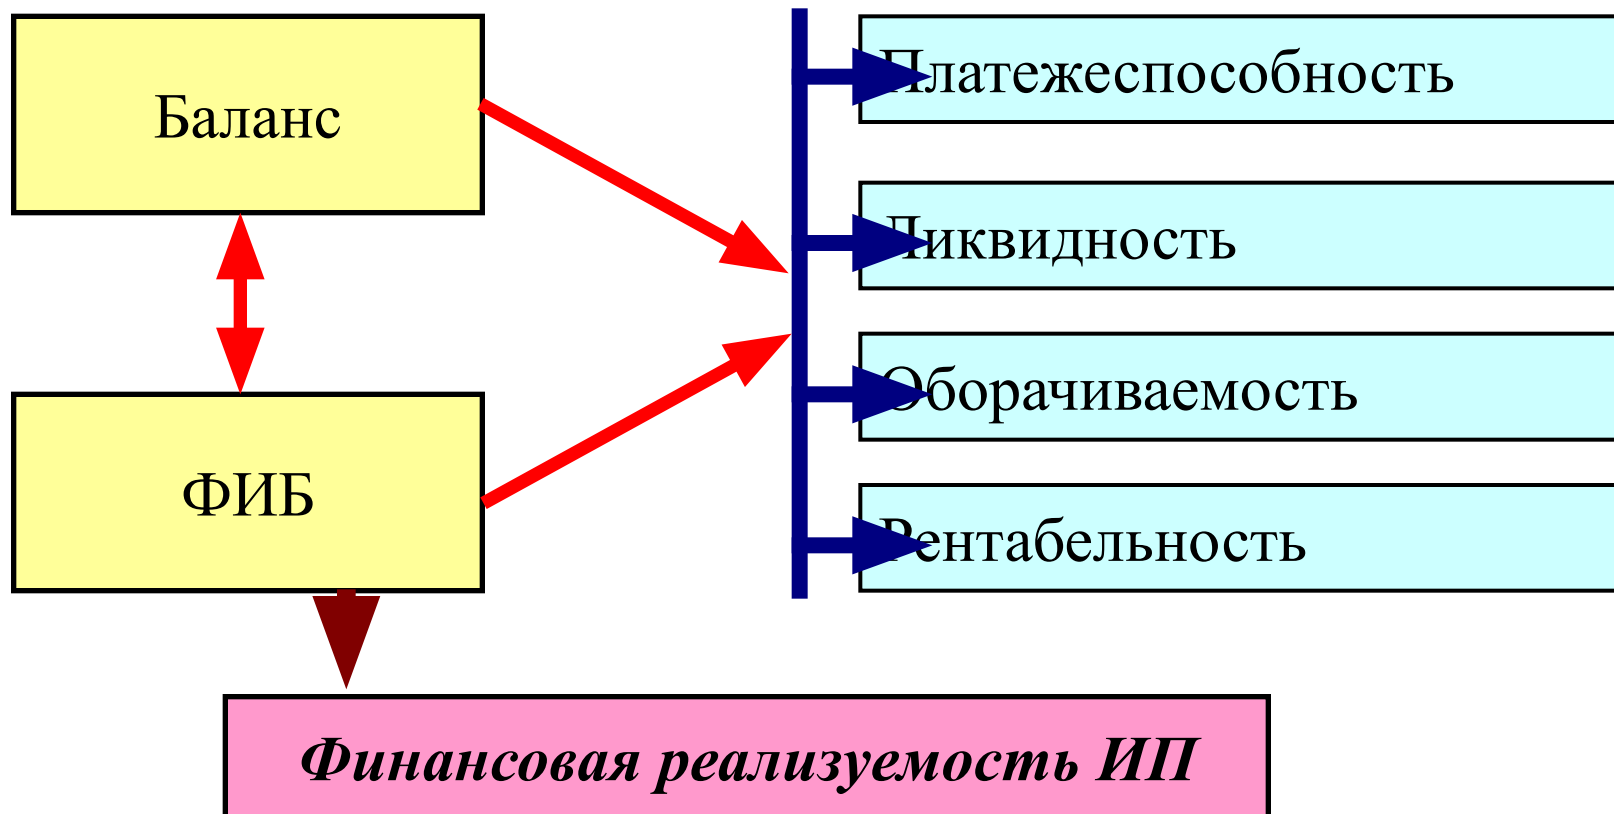 Баланс
ФИБ
Платежеспособность
Ликвидность
Оборачиваемость
Рентабельность
Финансовая реализуемость ИП